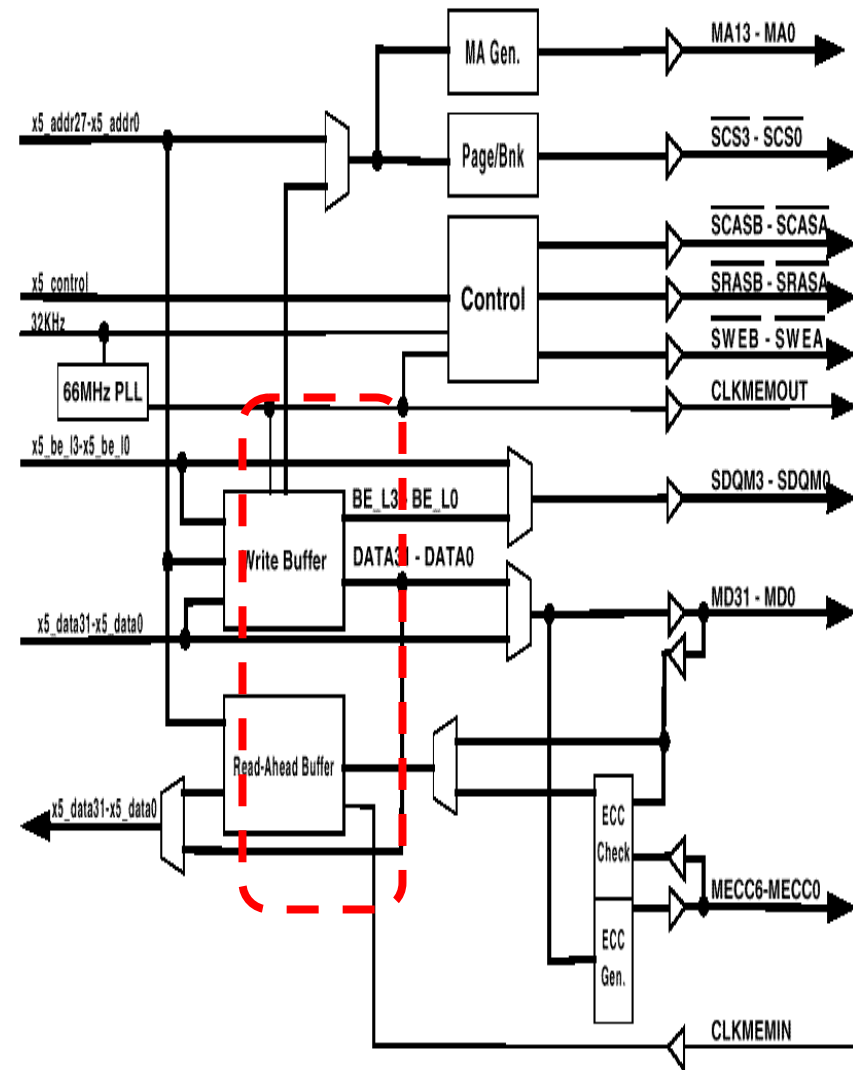 MA13 - MA0
MA Gen.
x5_addr27-x5_addr0
SCS3 - SCS0
Page/Bnk
SCASB - SCASA
x5_control
Control
SRASB - SRASA
32KHz
SWEB - SWEA
66MHz PLL
CLKMEMOUT
x5_be_l3-x5_be_l0
SDQM3 - SDQM0
BE_L3 - BE_L0
Write Buffer
DATA31 - DATA0
MD31 - MD0
x5_data31-x5_data0
Read-Ahead Buffer
x5_data31-x5_data0
ECC
Check
MECC6-MECC0
ECC
Gen.
CLKMEMIN